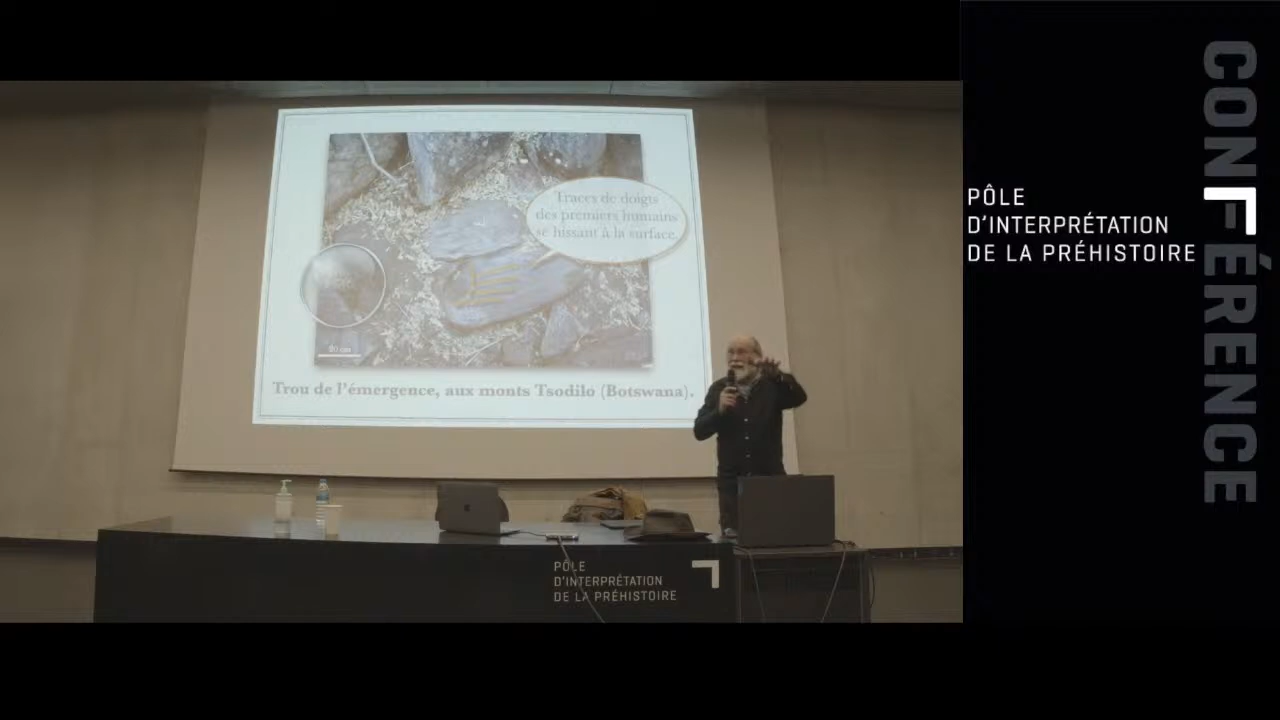 Traces de doigts
des premiers humains
se hissant à la surface.
Trou de l'émergence, aux monts Tsodilo (Botswana).
PÔLE
D'INTERPRÉTATION
DE LA PRÉHISTOIRE
PÔLE
D'INTERPRÉTATION
DE LA PRÉHISTOIRE
CONFÉRENCE